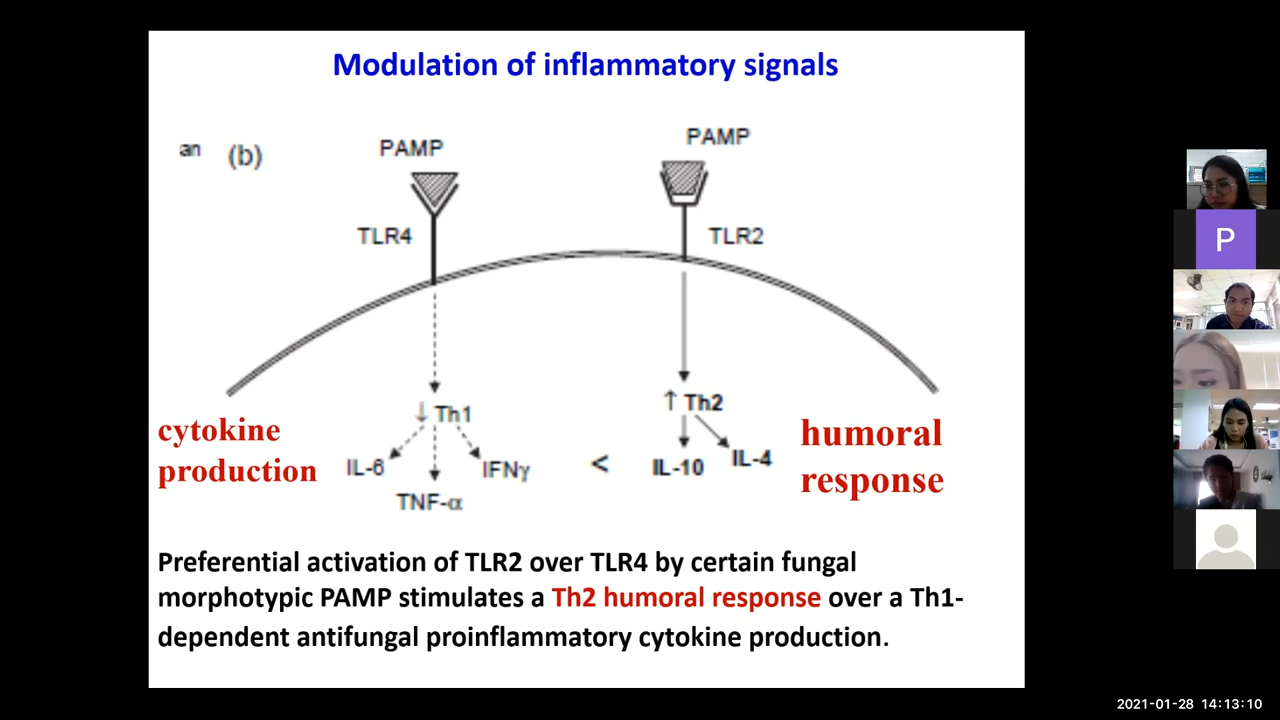 Modulation of inflammatory signals
an (b)
PAMP
PAMP
TLR4
TLR2
↓ Th1
↑ Th2
cytokine
production
IL-6
TNF-α
IFNγ
<
IL-10
IL-4
humoral
response
Preferential activation of TLR2 over TLR4 by certain fungal
morphotypic PAMP stimulates a Th2 humoral response over a Th1-
dependent antifungal proinflammatory cytokine production.
P
2021-01-28 14:13:10